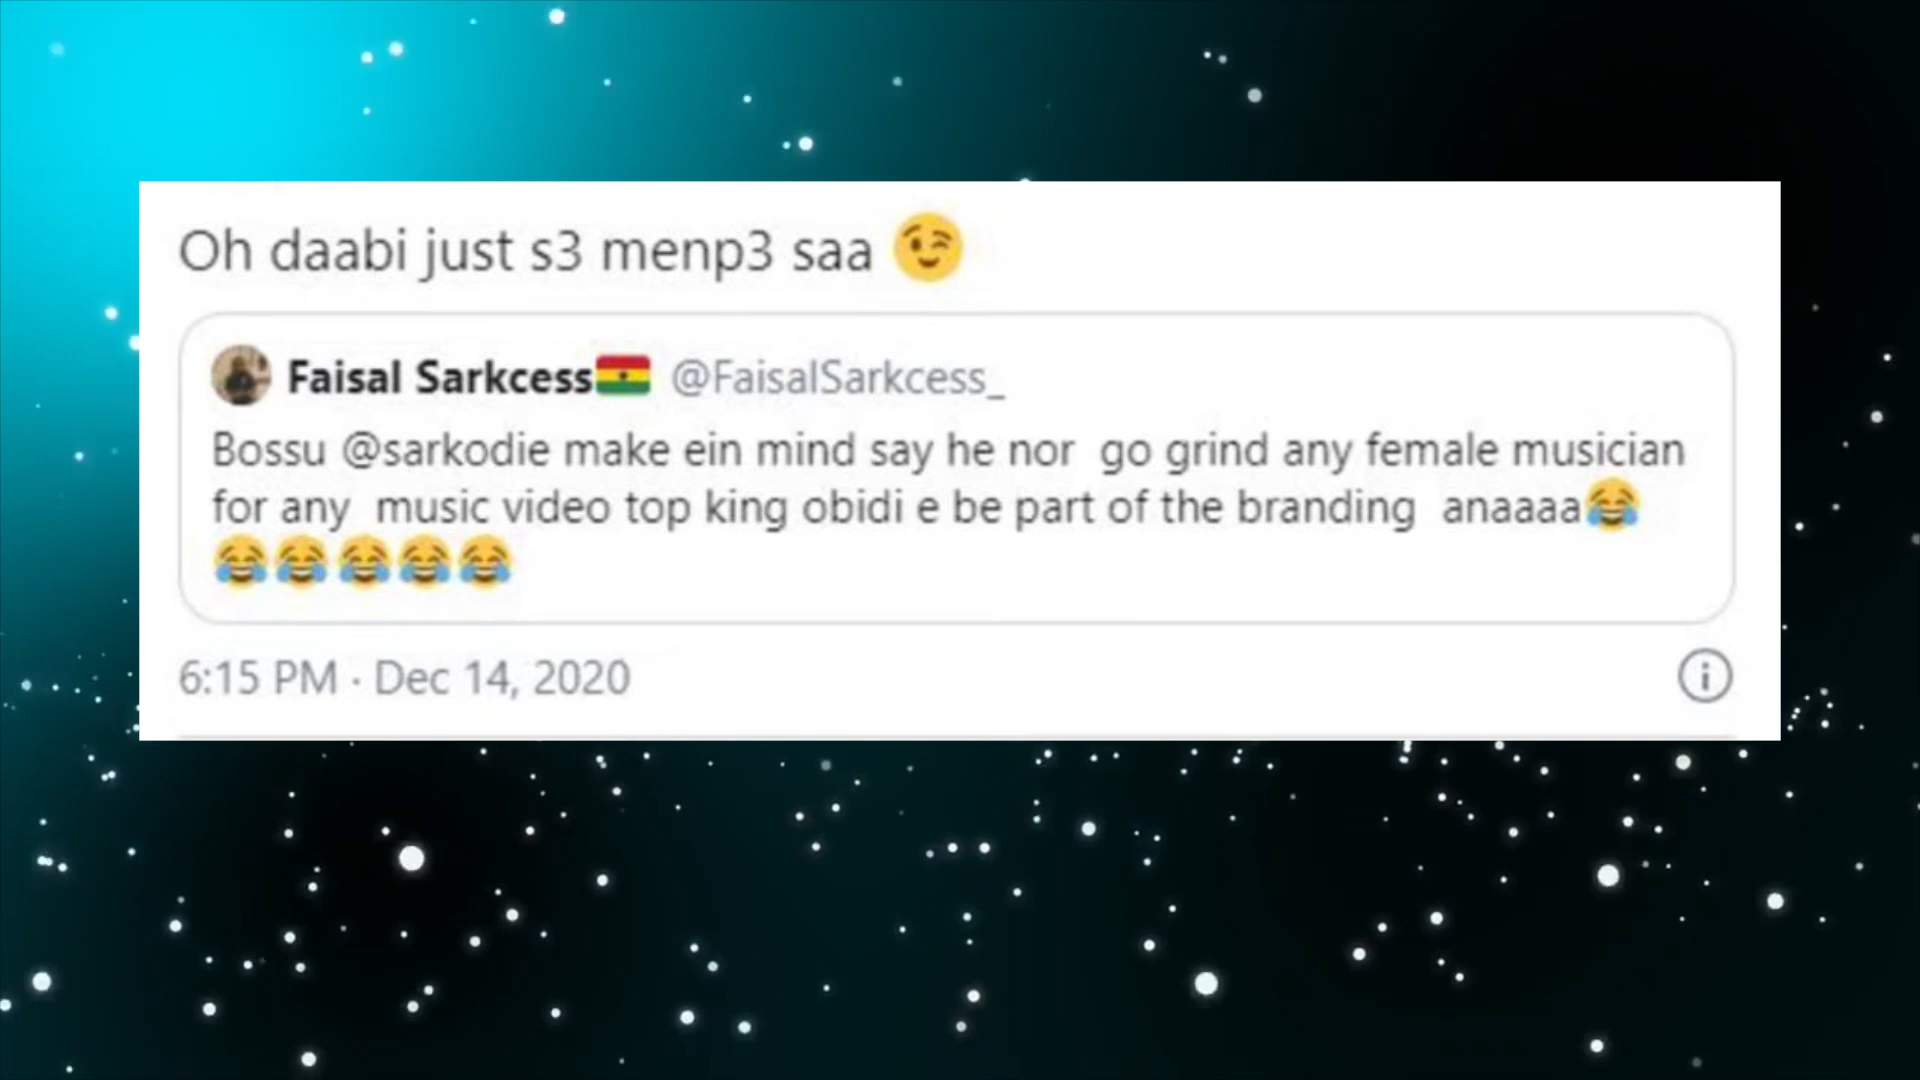 Oh daabi just s3 menp3 saa 😉
Faisal Sarkcess🇬🇭 @FaisalSarkcess_
Bossu @sarkodie make ein mind say he nor go grind any female musician
for any music video top king obidi e be part of the branding anaaaa😂
😂😂😂😂😂
6:15 PM · Dec 14, 2020